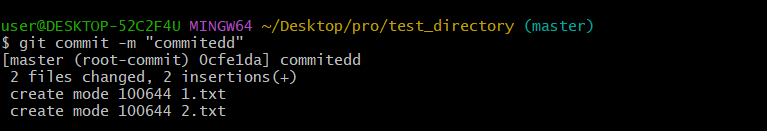 user@DESKTOP-52C2F4U MINGW64 ~/Desktop/pro/test_directory (master)
$ git commit -m "commitedd"
[master (root-commit) 0cfe1da] commitedd
 2 files changed, 2 insertions(+)
 create mode 100644 1.txt
 create mode 100644 2.txt